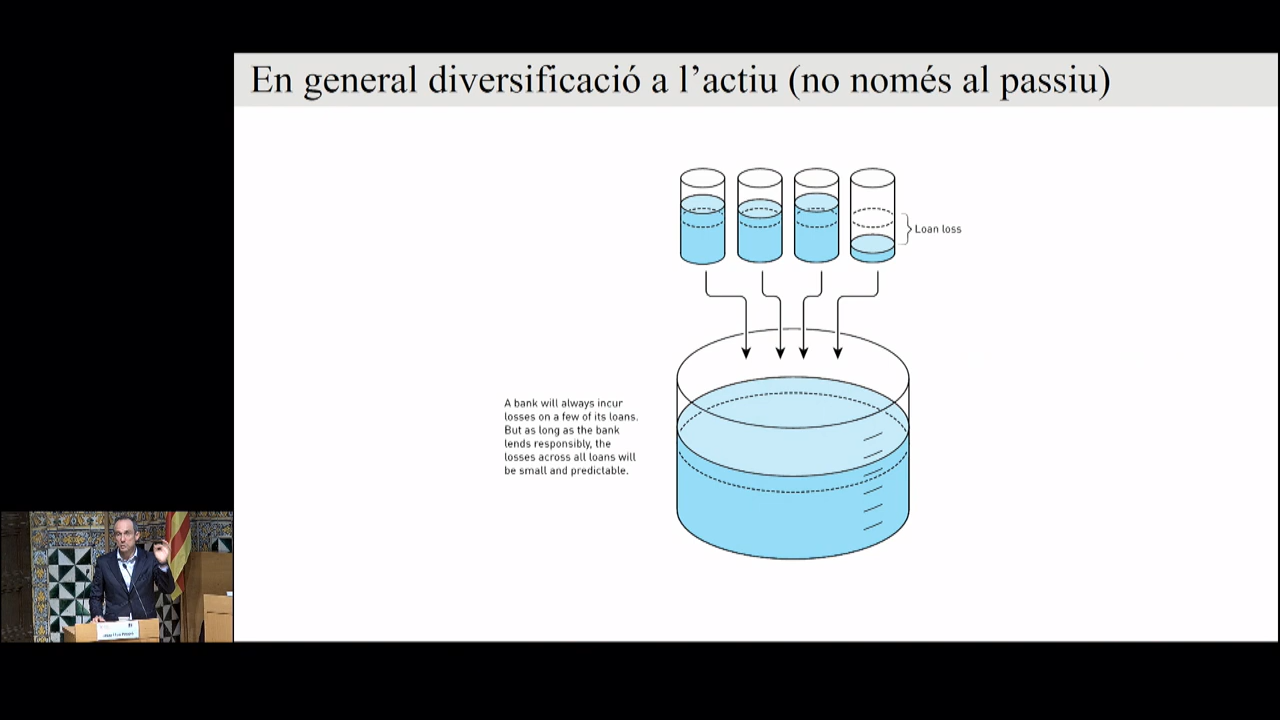 En general diversificació a l’actiu (no només al passiu)
Loan loss
A bank will always incur
losses on a few of its loans.
But as long as the bank
lends responsibly, the
losses across all loans will
be small and predictable.